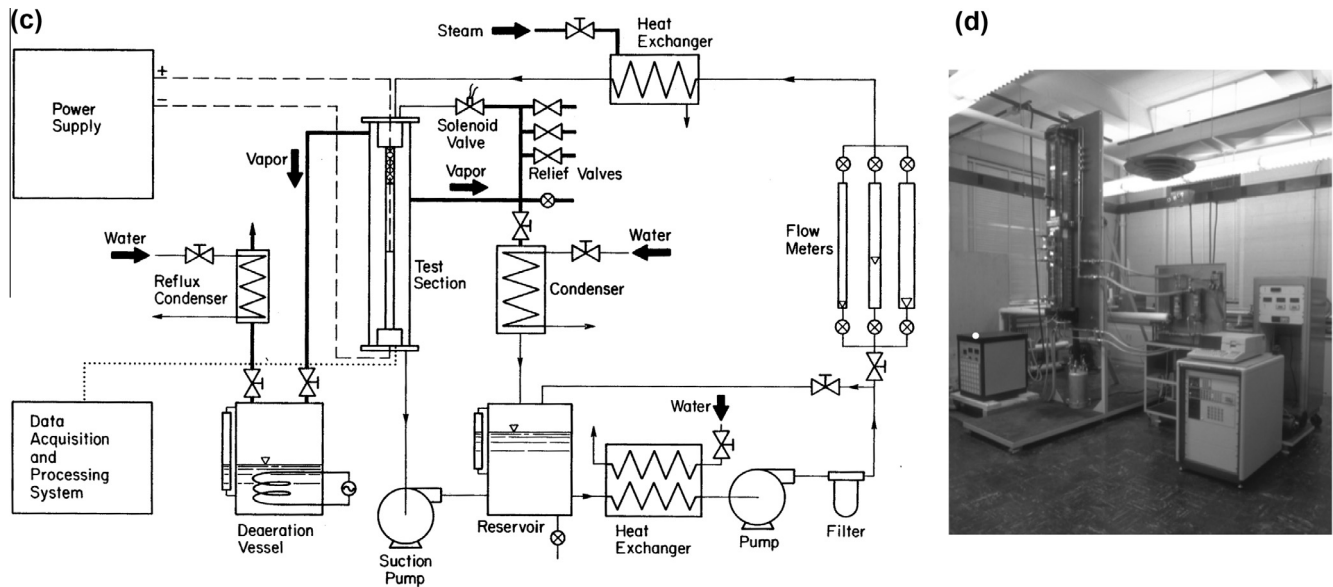 (c)
(d)
Steam
Heat
Exchanger
+
−
Power
Supply
Solenoid
Valve
Vapor
Vapor
Relief Valves
Water
Reflux
Condenser
Test
Section
Water
Condenser
Flow
Meters
Data
Acquisition
and
Processing
System
Deaeration
Vessel
Suction
Pump
Reservoir
Water
Heat
Exchanger
Pump
Filter